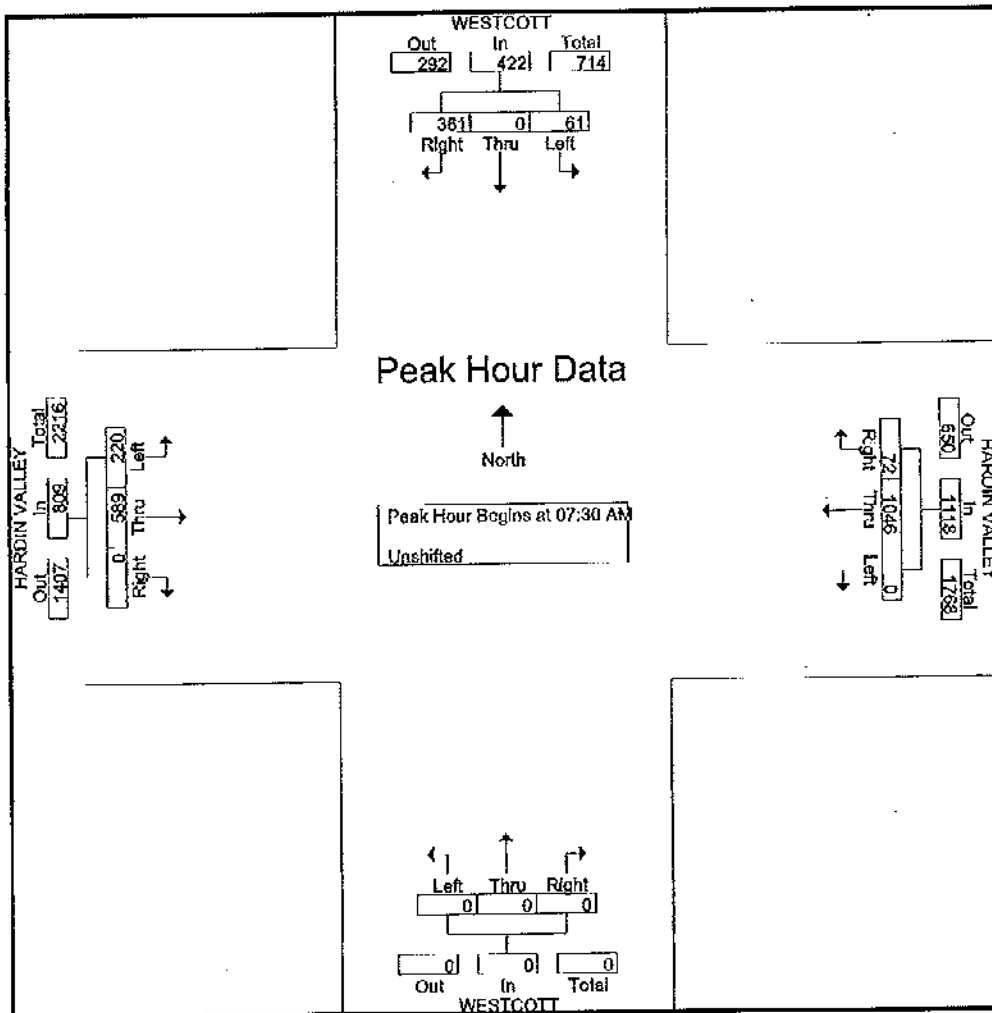 WESTCOTT
Out In Total
292 422 714
361 0 61
Right Thru Left
Peak Hour Data
North
Peak Hour Begins at 07:30 AM
Unshifted
HARDIN VALLEY
Out In Total
1407 809 2216
Left Thru Right
220 589 0
Right Thru Left
72 1046 0
Out In Total
650 1118 1768
HARDIN VALLEY
Left Thru Right
0 0 0
0 0 0
Out In Total
WESTCOTT